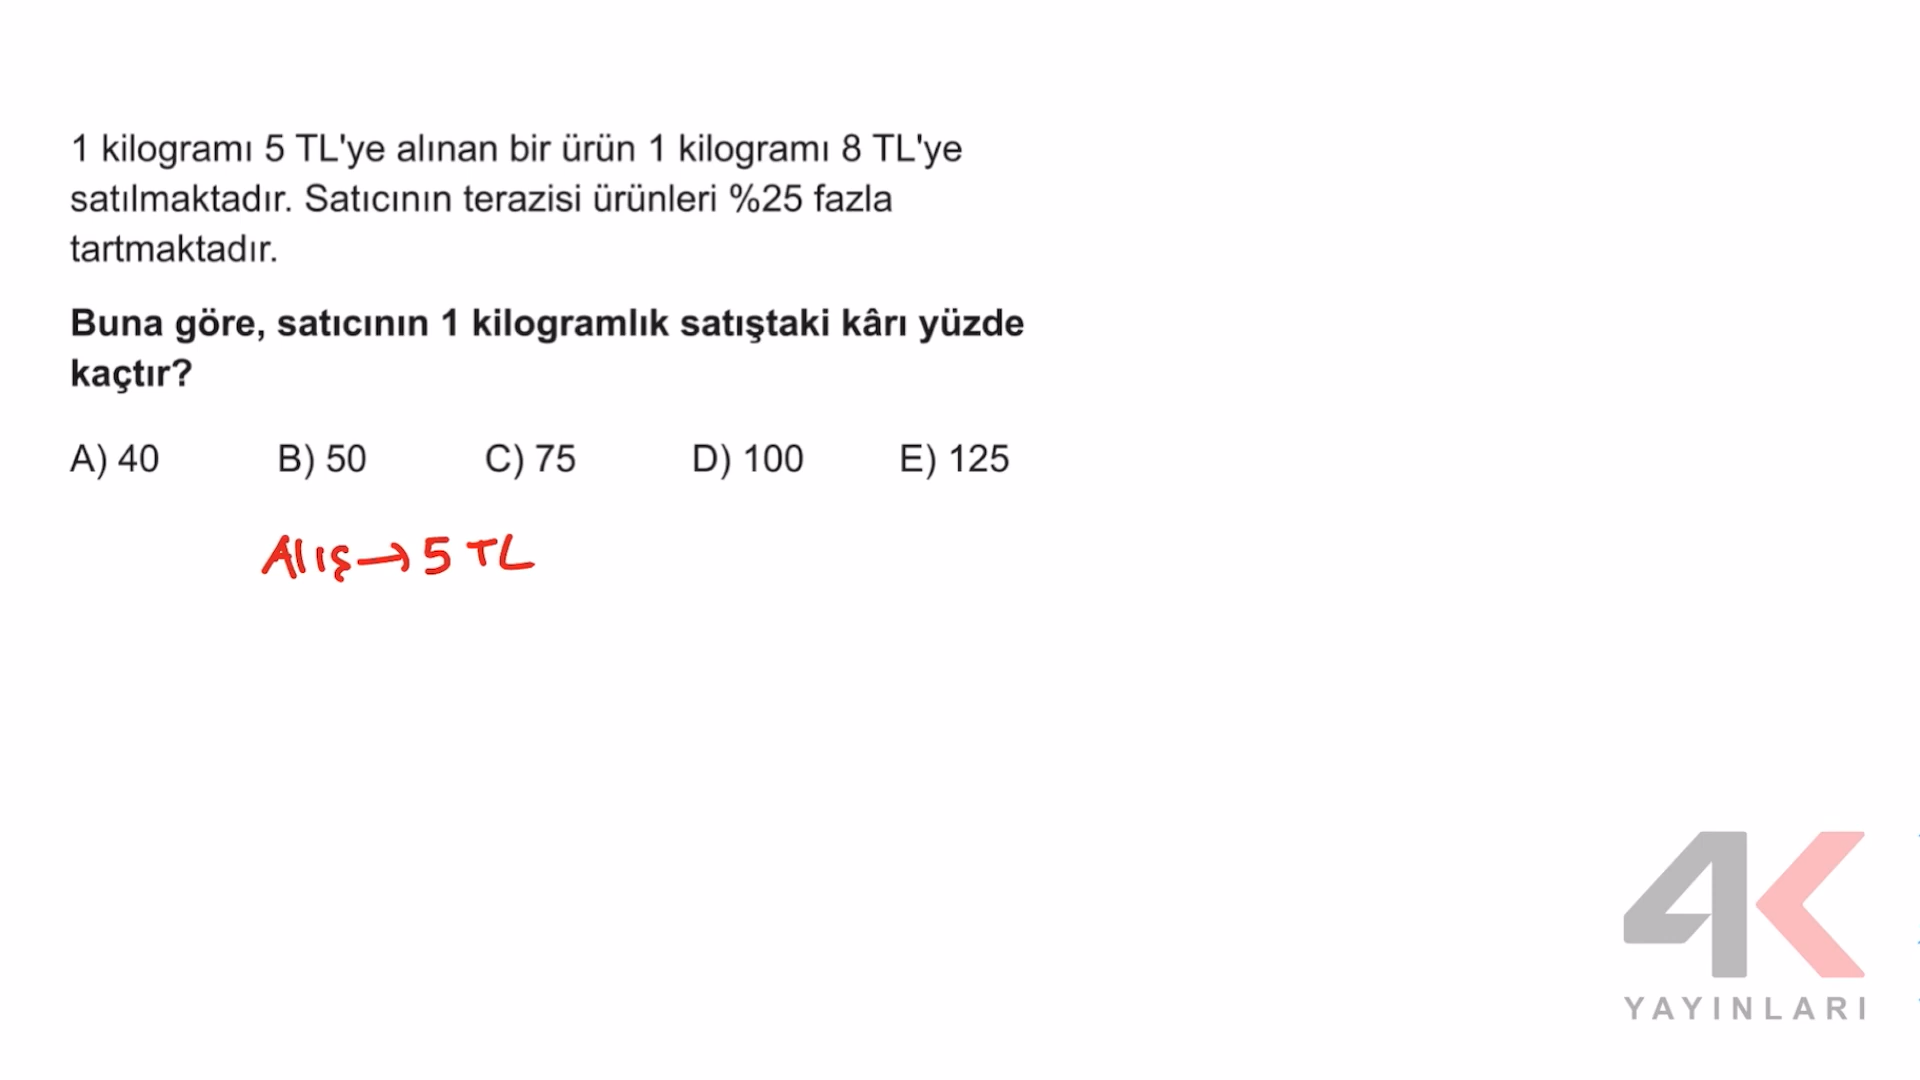 1 kilogramı 5 TL'ye alınan bir ürün 1 kilogramı 8 TL'ye
satılmaktadır. Satıcının terazisi ürünleri %25 fazla
tartmaktadır.
Buna göre, satıcının 1 kilogramlık satıştaki kârı yüzde
kaçtır?
A) 40 B) 50 C) 75 D) 100 E) 125
Alış→5 TL
4K
YAYINLARI